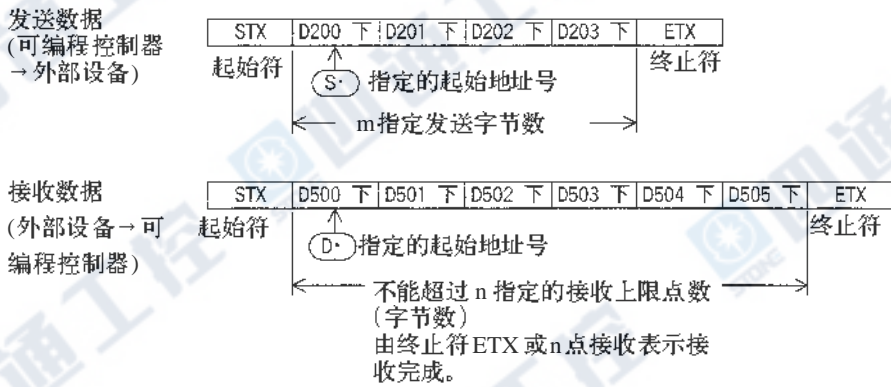 发送数据
(可编程控制器
→外部设备)
STX D200 下 D201 下 D202 下 D203 下 ETX
起始符
终止符
S· 指定的起始地址号
m指定发送字节数
接收数据
(外部设备→可
编程控制器)
STX D500 下 D501 下 D502 下 D503 下 D504 下 D505 下 ETX
起始符
终止符
D· 指定的起始地址号
不能超过 n 指定的接收上限点数
(字节数)
由终止符ETX 或n点接收表示接
收完成。
四通工控
STONE